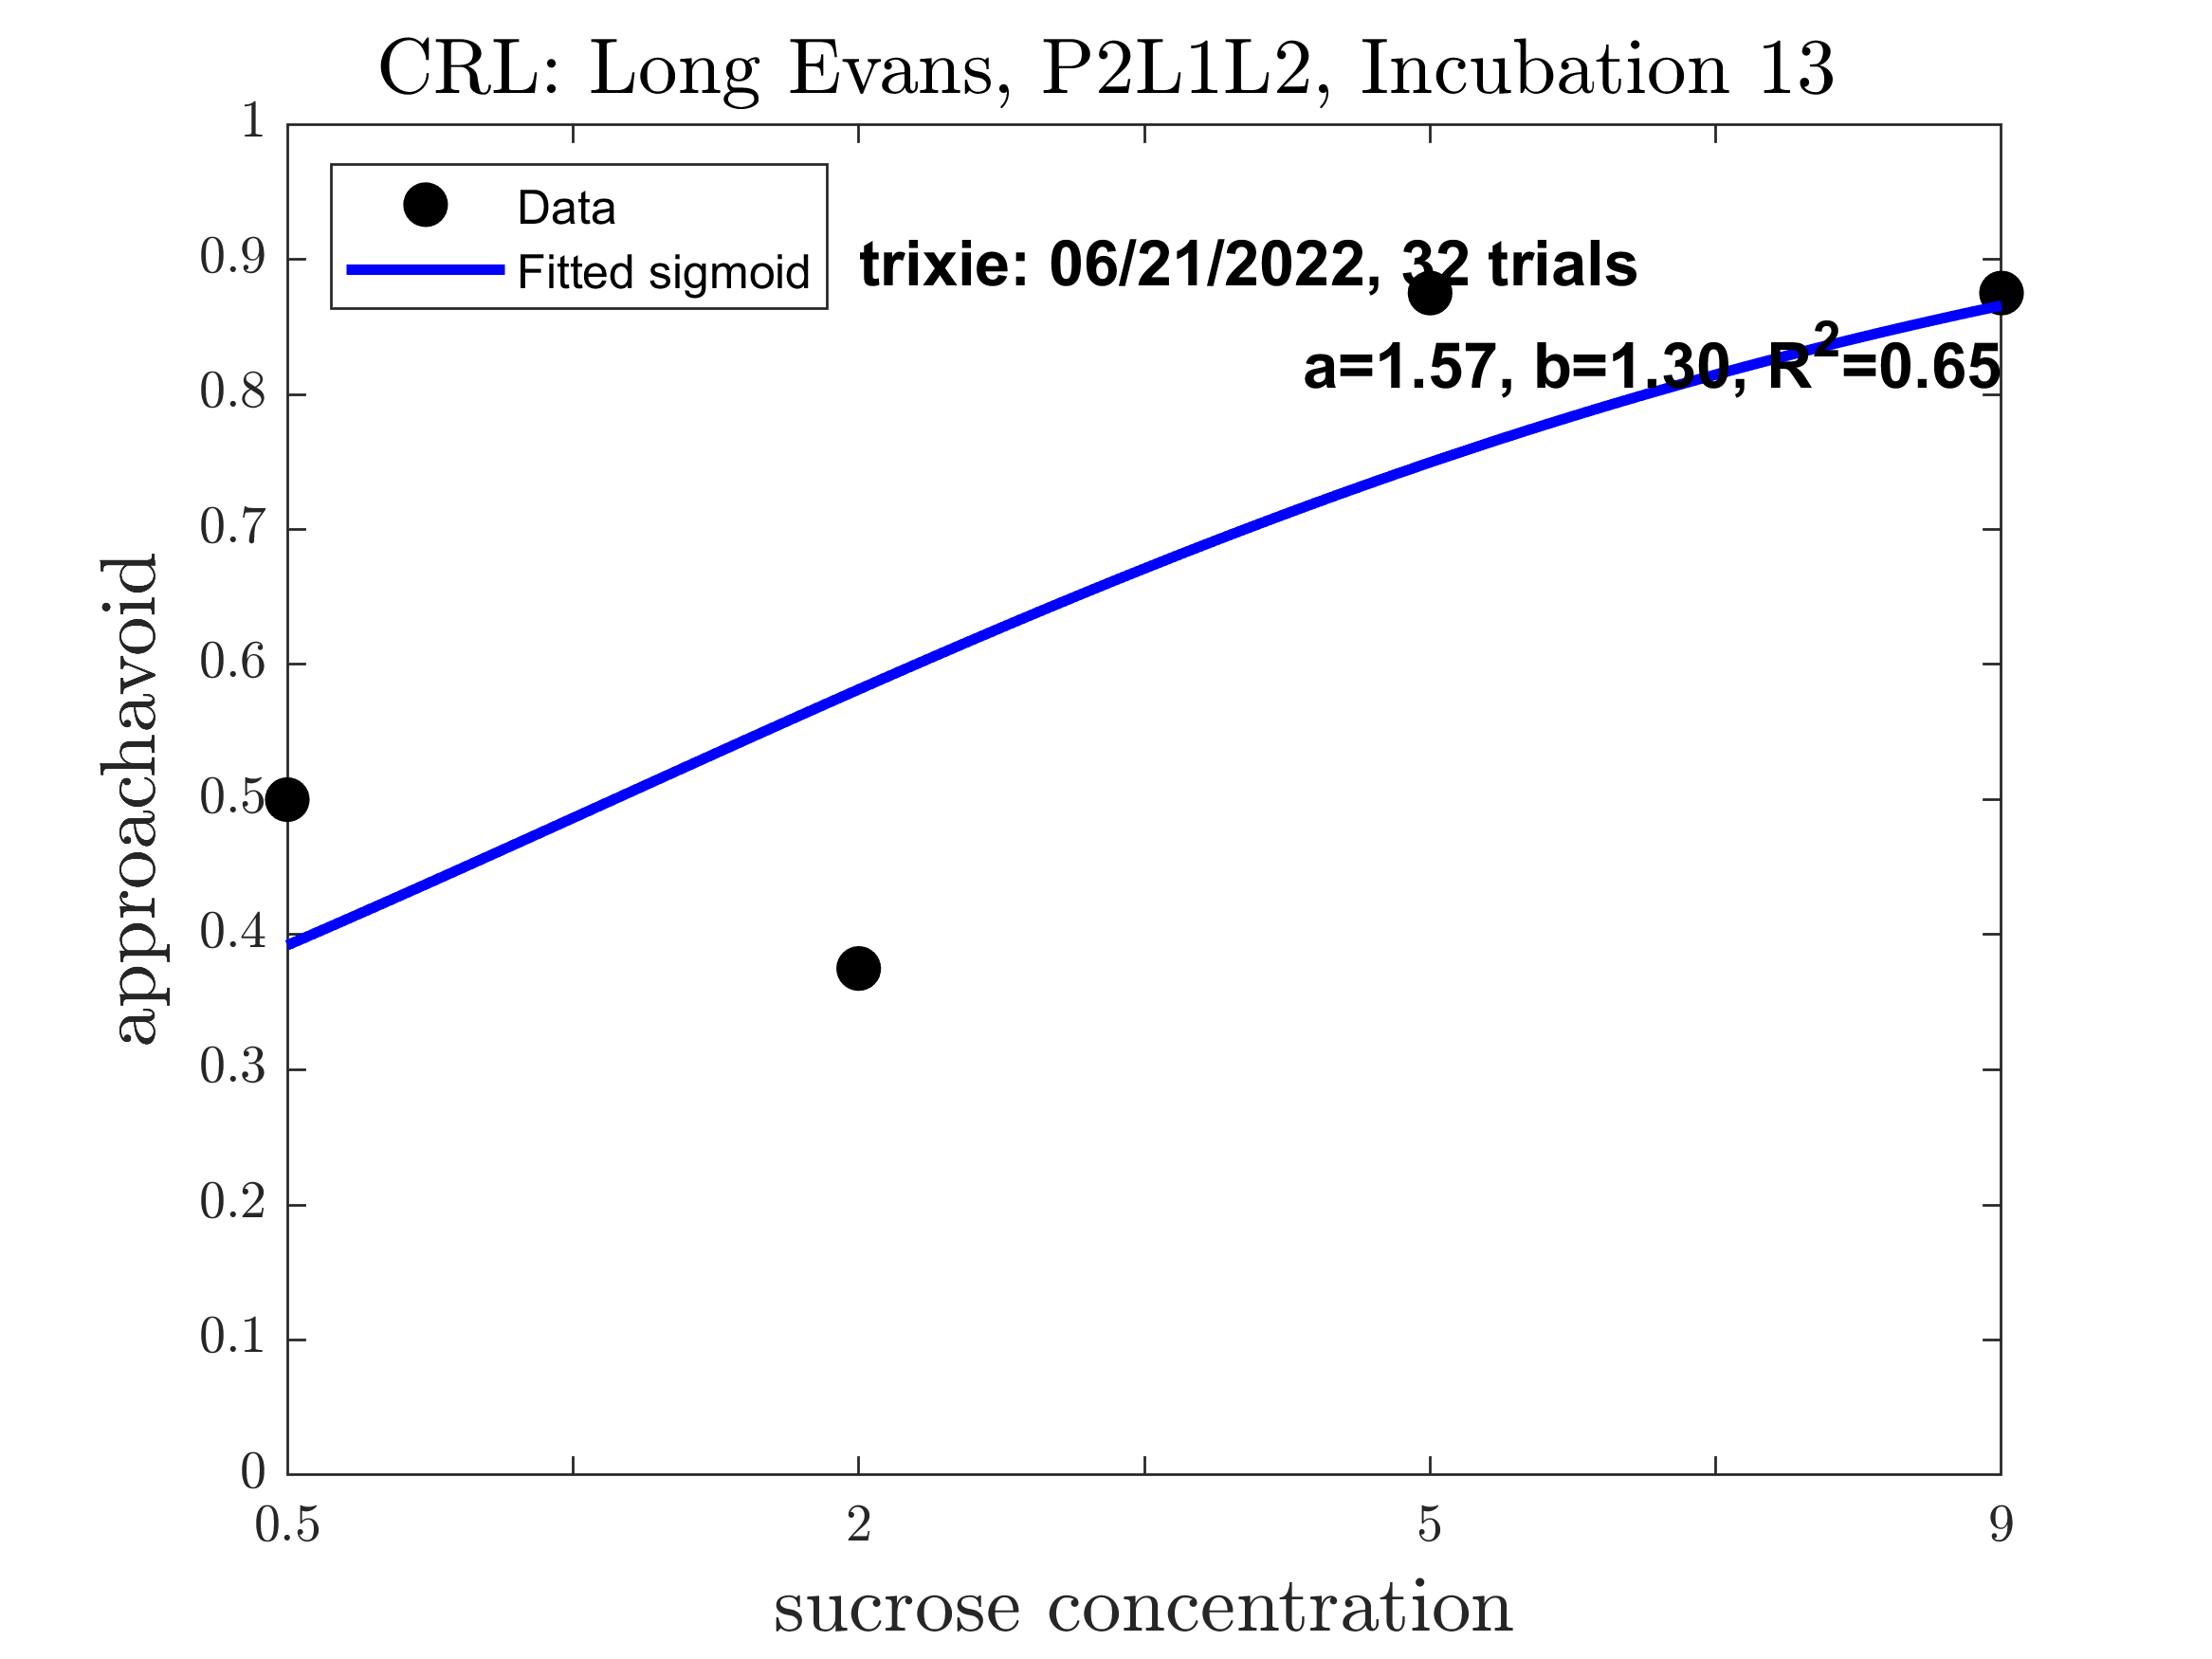 CRL: Long Evans, P2L1L2, Incubation 13
1
0.9
0.8
0.7
0.6
0.5
0.4
0.3
0.2
0.1
0
Data
Fitted sigmoid
trixie: 06/21/2022, 32 trials
a=1.57, b=1.30, R²=0.65
approachavoid
0.5 2 5 9
sucrose concentration